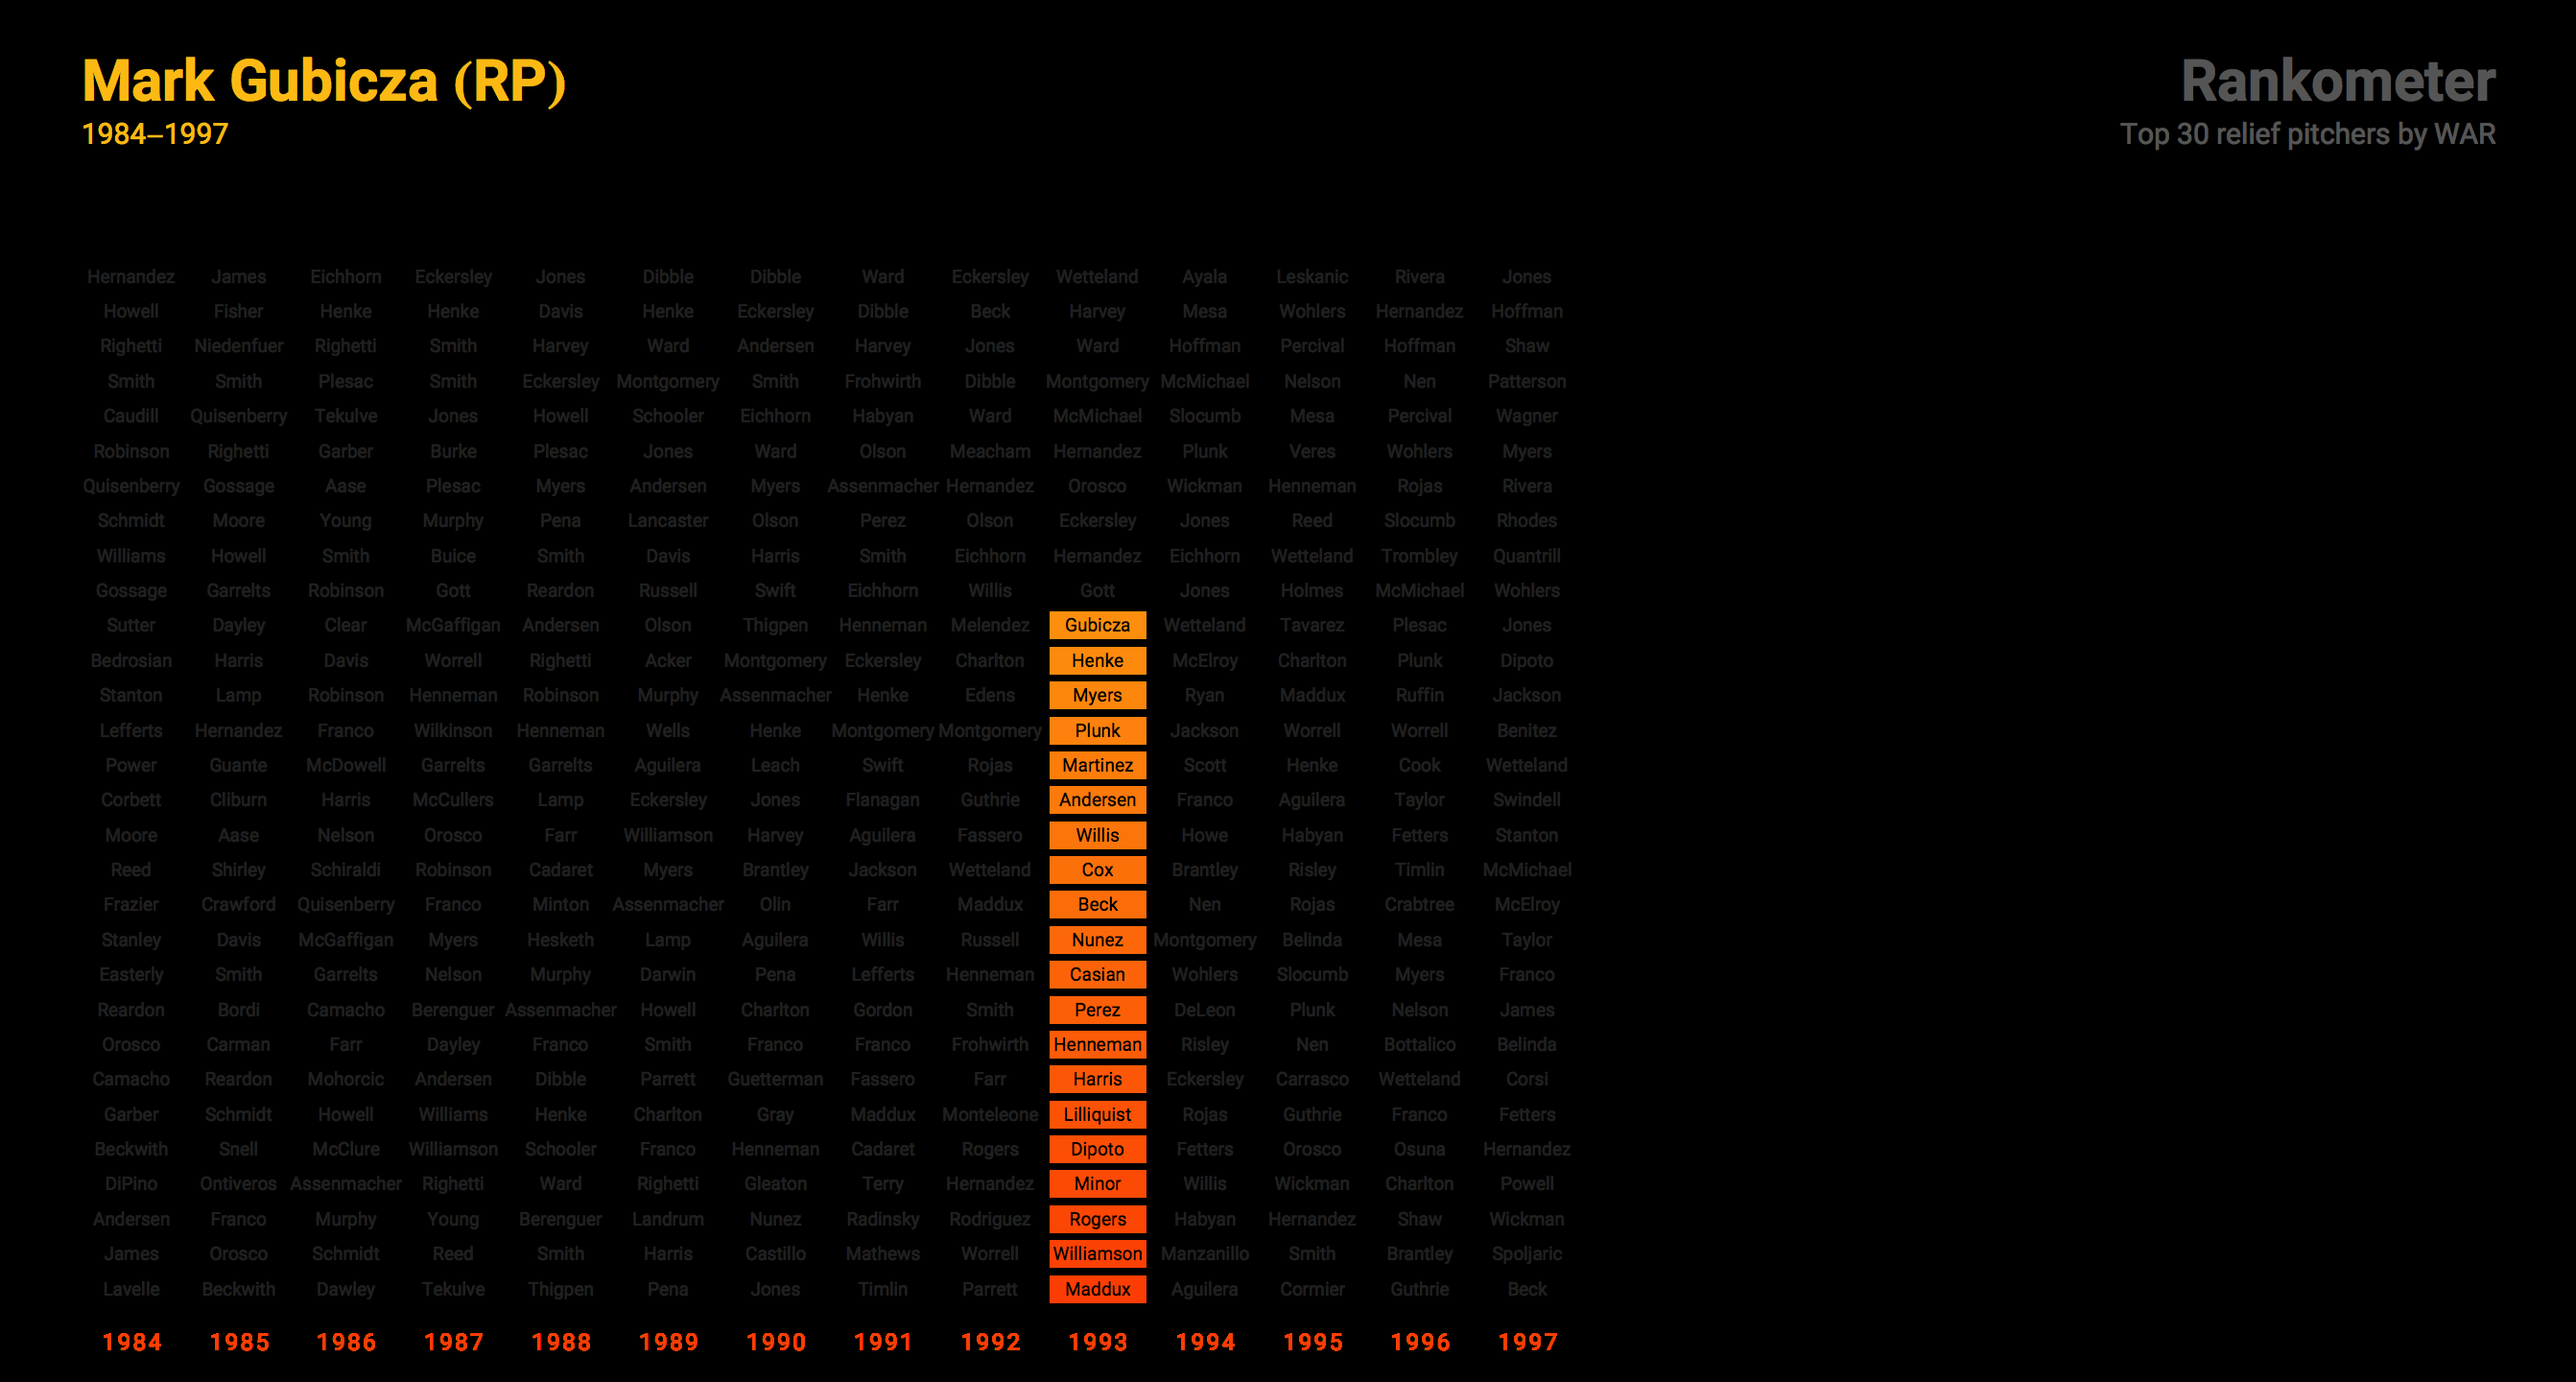 Mark Gubicza (RP)
1984–1997
Rankometer
Top 30 relief pitchers by WAR
Hernandez James Eichhorn Eckersley Jones Dibble Dibble Ward Eckersley Wetteland Ayala Leskanic Rivera Jones
Howell Fisher Henke Henke Davis Henke Eckersley Dibble Beck Harvey Mesa Wohlers Hernandez Hoffman
Righetti Niedenfuer Righetti Smith Harvey Ward Andersen Harvey Jones Ward Hoffman Percival Hoffman Shaw
Smith Smith Plesac Smith Eckersley Montgomery Smith Frohwirth Dibble Montgomery McMichael Nelson Nen Patterson
Caudill Quisenberry Tekulve Jones Howell Schooler Eichhorn Habyan Ward McMichael Slocumb Mesa Percival Wagner
Robinson Righetti Garber Burke Plesac Jones Ward Olson Meacham Hernandez Plunk Veres Wohlers Myers
Quisenberry Gossage Aase Plesac Myers Andersen Myers Assenmacher Hernandez Orosco Wickman Henneman Rojas Rivera
Schmidt Moore Young Murphy Pena Lancaster Olson Perez Olson Eckersley Jones Reed Slocumb Rhodes
Williams Howell Smith Buice Smith Davis Harris Smith Eichhorn Hernandez Eichhorn Wetteland Trombley Quantrill
Gossage Garrelts Robinson Gott Reardon Russell Swift Eichhorn Willis Gott Jones Holmes McMichael Wohlers
Sutter Dayley Clear McGaffigan Andersen Olson Thigpen Henneman Melendez Gubicza Wetteland Tavarez Plesac Jones
Bedrosian Harris Davis Worrell Righetti Acker Montgomery Eckersley Charlton Henke McElroy Charlton Plunk Dipoto
Stanton Lamp Robinson Henneman Robinson Murphy Assenmacher Henke Edens Myers Ryan Maddux Ruffin Jackson
Lefferts Hernandez Franco Wilkinson Henneman Wells Henke Montgomery Montgomery Plunk Jackson Worrell Worrell Benitez
Power Guante McDowell Garrelts Garrelts Aguilera Leach Swift Rojas Martinez Scott Henke Cook Wetteland
Corbett Cliburn Harris McCullers Lamp Eckersley Jones Flanagan Guthrie Andersen Franco Aguilera Taylor Swindell
Moore Aase Nelson Orosco Farr Williamson Harvey Aguilera Fassero Willis Howe Habyan Fetters Stanton
Reed Shirley Schiraldi Robinson Cadaret Myers Brantley Jackson Wetteland Cox Brantley Risley Timlin McMichael
Frazier Crawford Quisenberry Franco Minton Assenmacher Olin Farr Maddux Beck Nen Rojas Crabtree McElroy
Stanley Davis McGaffigan Myers Hesketh Lamp Aguilera Willis Russell Nunez Montgomery Belinda Mesa Taylor
Easterly Smith Garrelts Nelson Murphy Darwin Pena Lefferts Henneman Casian Wohlers Slocumb Myers Franco
Reardon Bordi Camacho Berenguer Assenmacher Howell Charlton Gordon Smith Perez DeLeon Plunk Nelson James
Orosco Carman Farr Dayley Franco Smith Franco Franco Frohwirth Henneman Risley Nen Bottalico Belinda
Camacho Reardon Mohorcic Andersen Dibble Parrett Guetterman Fassero Farr Harris Eckersley Carrasco Wetteland Corsi
Garber Schmidt Howell Williams Henke Charlton Gray Maddux Monteleone Lilliquist Rojas Guthrie Franco Fetters
Beckwith Snell McClure Williamson Schooler Franco Henneman Cadaret Rogers Dipoto Fetters Orosco Osuna Hernandez
DiPino Ontiveros Assenmacher Righetti Ward Righetti Gleaton Terry Hernandez Minor Willis Wickman Charlton Powell
Andersen Franco Murphy Young Berenguer Landrum Nunez Radinsky Rodriguez Rogers Habyan Hernandez Shaw Wickman
James Orosco Schmidt Reed Smith Harris Castillo Mathews Worrell Williamson Manzanillo Smith Brantley Spoljaric
Lavelle Beckwith Dawley Tekulve Thigpen Pena Jones Timlin Parrett Maddux Aguilera Cormier Guthrie Beck
1984 1985 1986 1987 1988 1989 1990 1991 1992 1993 1994 1995 1996 1997